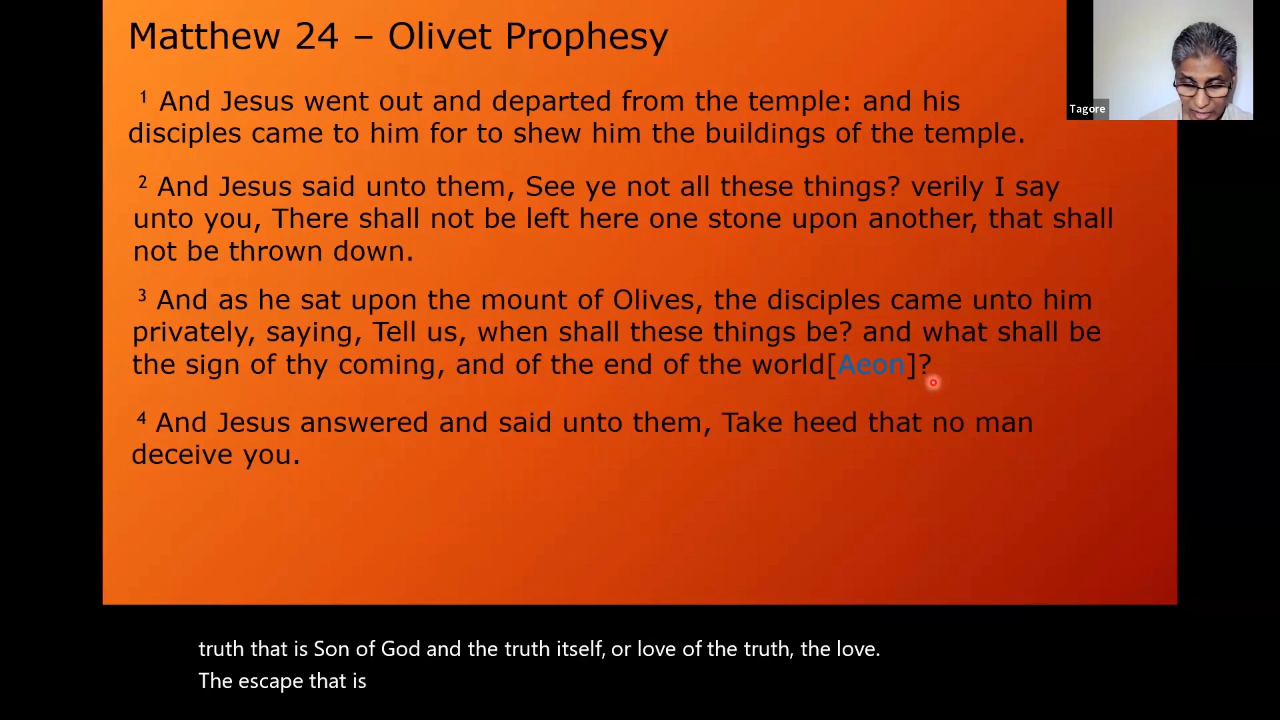 Matthew 24 – Olivet Prophesy
Tagore
1 And Jesus went out and departed from the temple: and his
disciples came to him for to shew him the buildings of the temple.
2 And Jesus said unto them, See ye not all these things? verily I say
unto you, There shall not be left here one stone upon another, that shall
not be thrown down.
3 And as he sat upon the mount of Olives, the disciples came unto him
privately, saying, Tell us, when shall these things be? and what shall be
the sign of thy coming, and of the end of the world[Aeon]?
4 And Jesus answered and said unto them, Take heed that no man
deceive you.
truth that is Son of God and the truth itself, or love of the truth, the love.
The escape that is